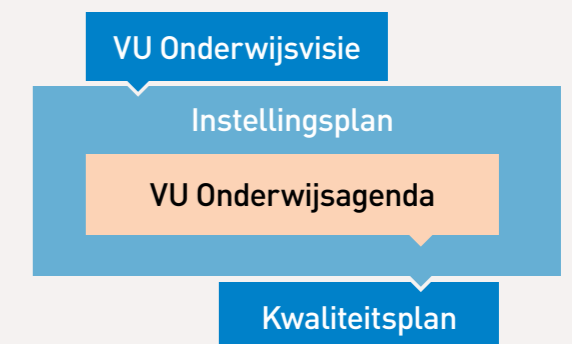 VU Onderwijsvisie
Instellingsplan
VU Onderwijsagenda
Kwaliteitsplan